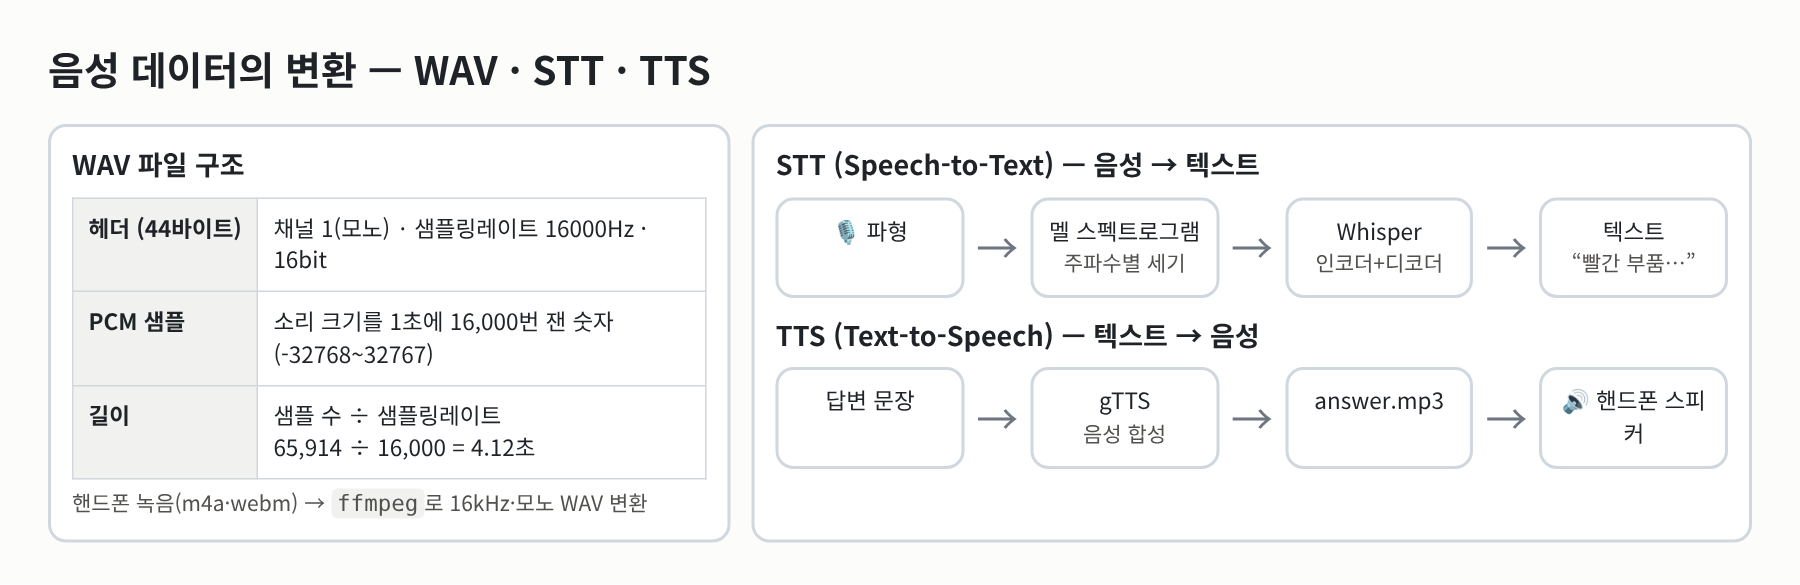 음성 데이터의 변환 — WAV · STT · TTS
WAV 파일 구조
헤더 (44바이트)
채널 1(모노) · 샘플링레이트 16000Hz ·
16bit
PCM 샘플
소리 크기를 1초에 16,000번 잰 숫자
(-32768~32767)
길이
샘플 수 ÷ 샘플링레이트
65,914 ÷ 16,000 = 4.12초
핸드폰 녹음(m4a·webm) → ffmpeg로 16kHz·모노 WAV 변환
STT (Speech-to-Text) — 음성 → 텍스트
🎙️ 파형
→
멜 스펙트로그램
주파수별 세기
→
Whisper
인코더+디코더
→
텍스트
“빨간 부품…”
TTS (Text-to-Speech) — 텍스트 → 음성
답변 문장
→
gTTS
음성 합성
→
answer.mp3
→
🔊 핸드폰 스피
커